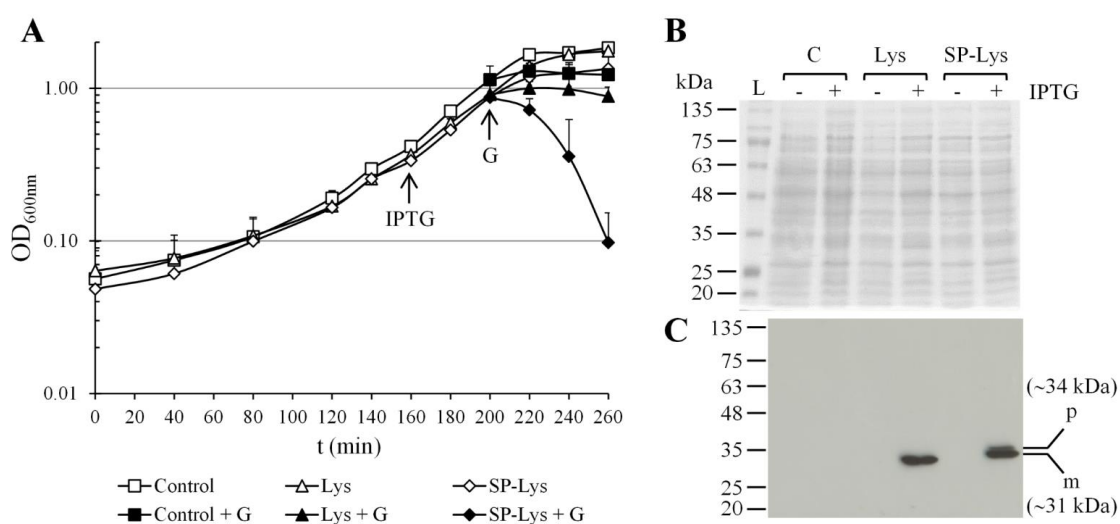 A
OD600nm
1.00
0.10
0.01
IPTG
G
0 20 40 60 80 100 120 140 160 180 200 220 240 260
t (min)
Control Lys SP-Lys
Control + G Lys + G SP-Lys + G
B
C Lys SP-Lys
kDa L - + - + - + IPTG
135
75
63
48
35
25
20
C
135
75
63
48
35
25
20
(~34 kDa)
p
m
(~31 kDa)